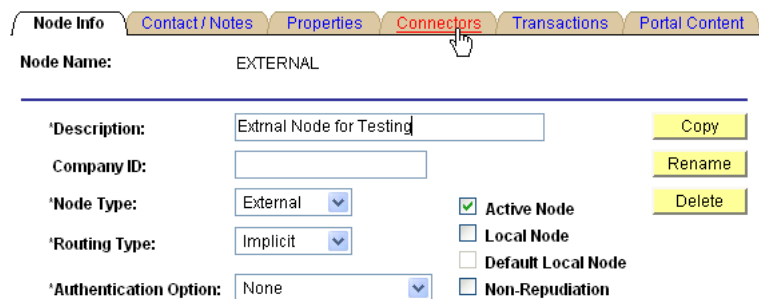 Node Info Contact / Notes Properties Connectors Transactions Portal Content
Node Name: EXTERNAL
*Description: Extrnal Node for Testing Copy
Company ID: Rename
*Node Type: External Active Node Delete
*Routing Type: Implicit Local Node
Default Local Node
*Authentication Option: None Non-Repudiation